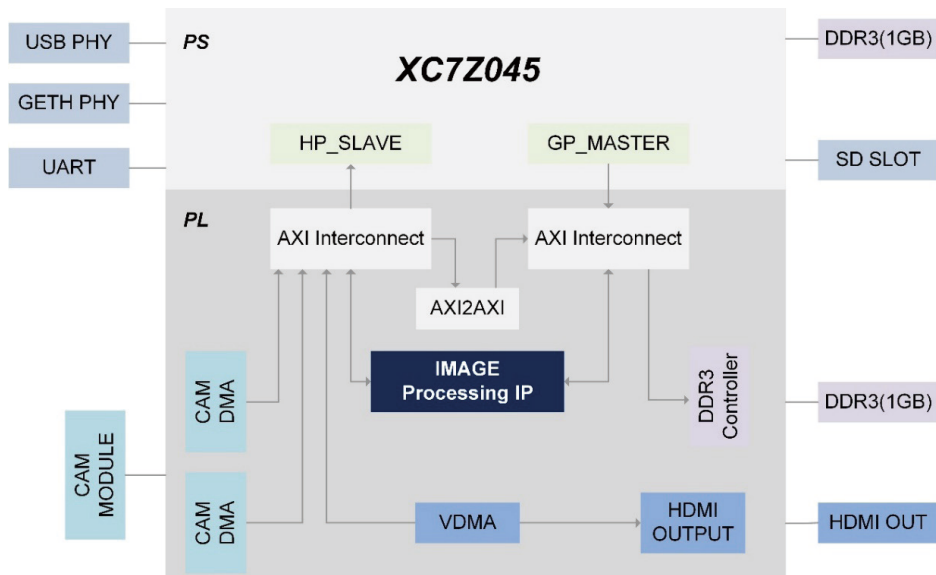 USB PHY
PS
DDR3(1GB)
XC7Z045
GETH PHY
HP_SLAVE
GP_MASTER
UART
SD SLOT
PL
AXI Interconnect
AXI Interconnect
AXI2AXI
IMAGE
Processing IP
CAM
DMA
DDR3
Controller
DDR3(1GB)
CAM
MODULE
CAM
DMA
VDMA
HDMI
OUTPUT
HDMI OUT